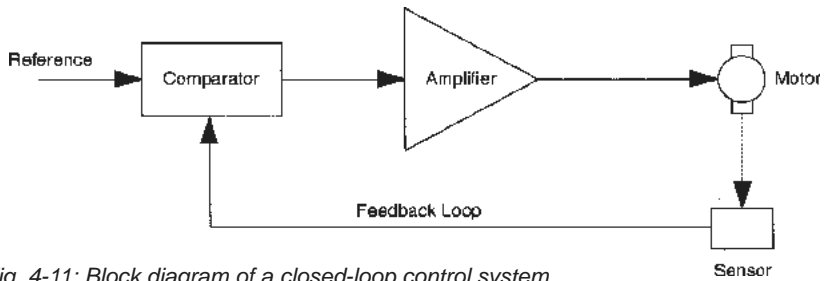 Reference
Comparator
Amplifier
Motor
Feedback Loop
Sensor
ig. 4-11: Block diagram of a closed-loop control system